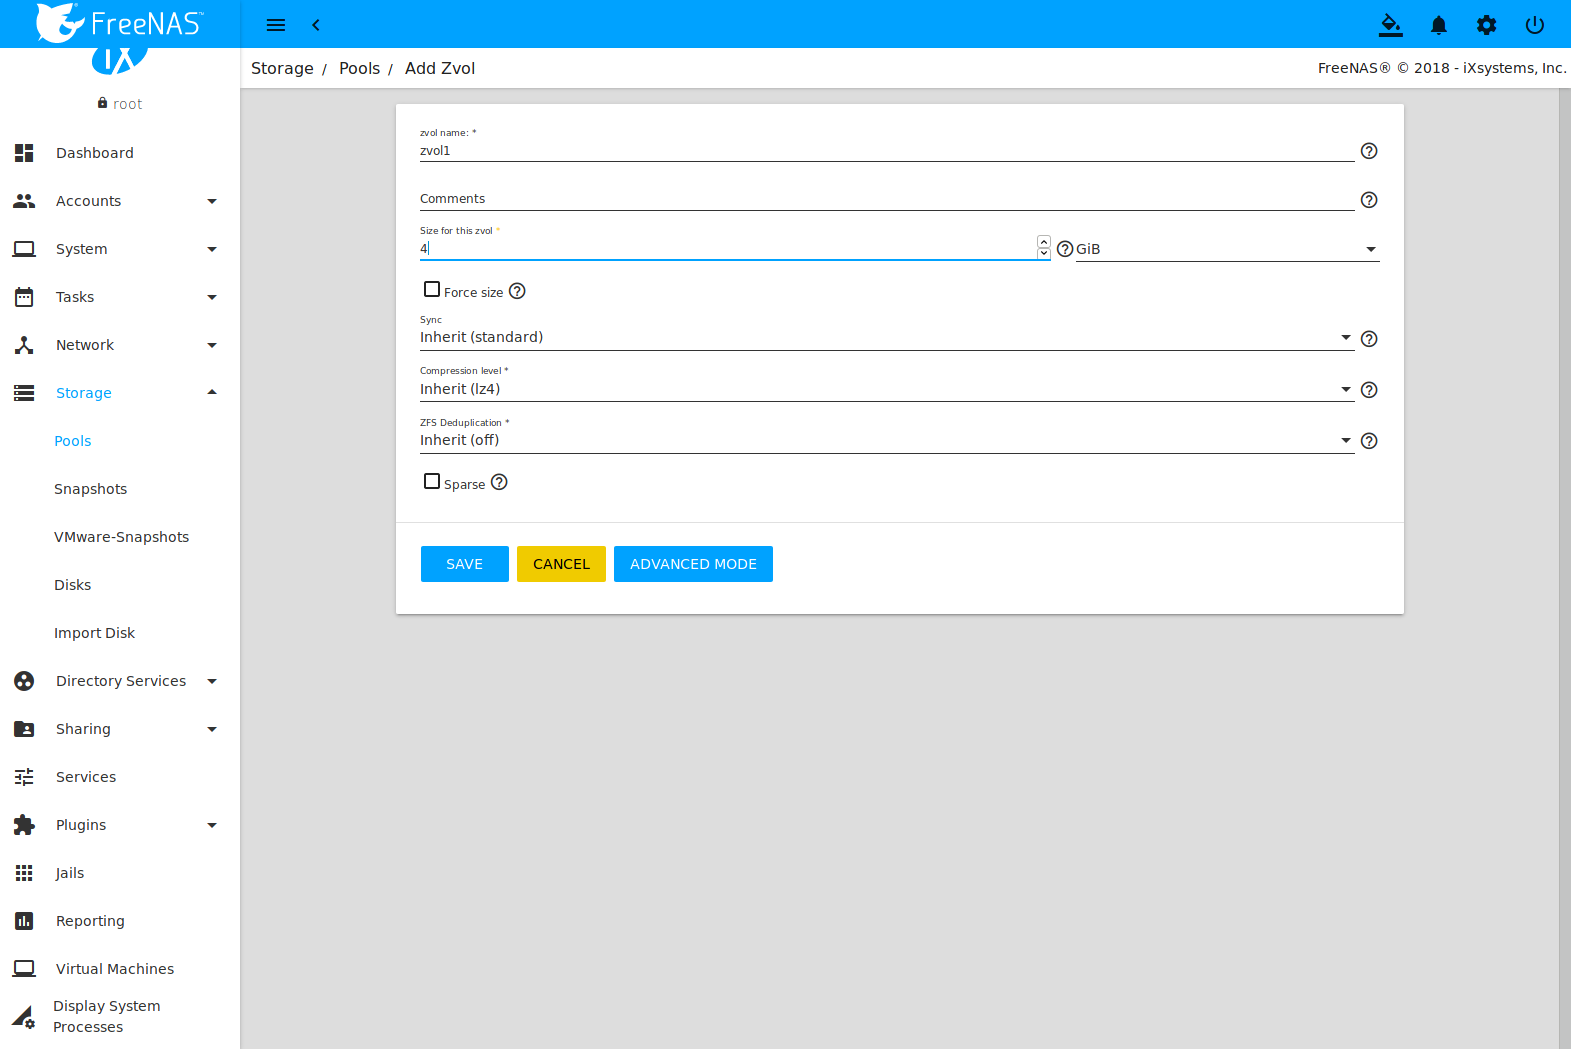 FreeNAS™
iX
root
Dashboard
Accounts
System
Tasks
Network
Storage
Pools
Snapshots
VMware-Snapshots
Disks
Import Disk
Directory Services
Sharing
Services
Plugins
Jails
Reporting
Virtual Machines
Display System
Processes
Storage / Pools / Add Zvol
FreeNAS® © 2018 - iXsystems, Inc.
zvol name: *
zvol1
Comments
Size for this zvol *
4
GiB
Force size
Sync
Inherit (standard)
Compression level *
Inherit (lz4)
ZFS Deduplication *
Inherit (off)
Sparse
SAVE CANCEL ADVANCED MODE